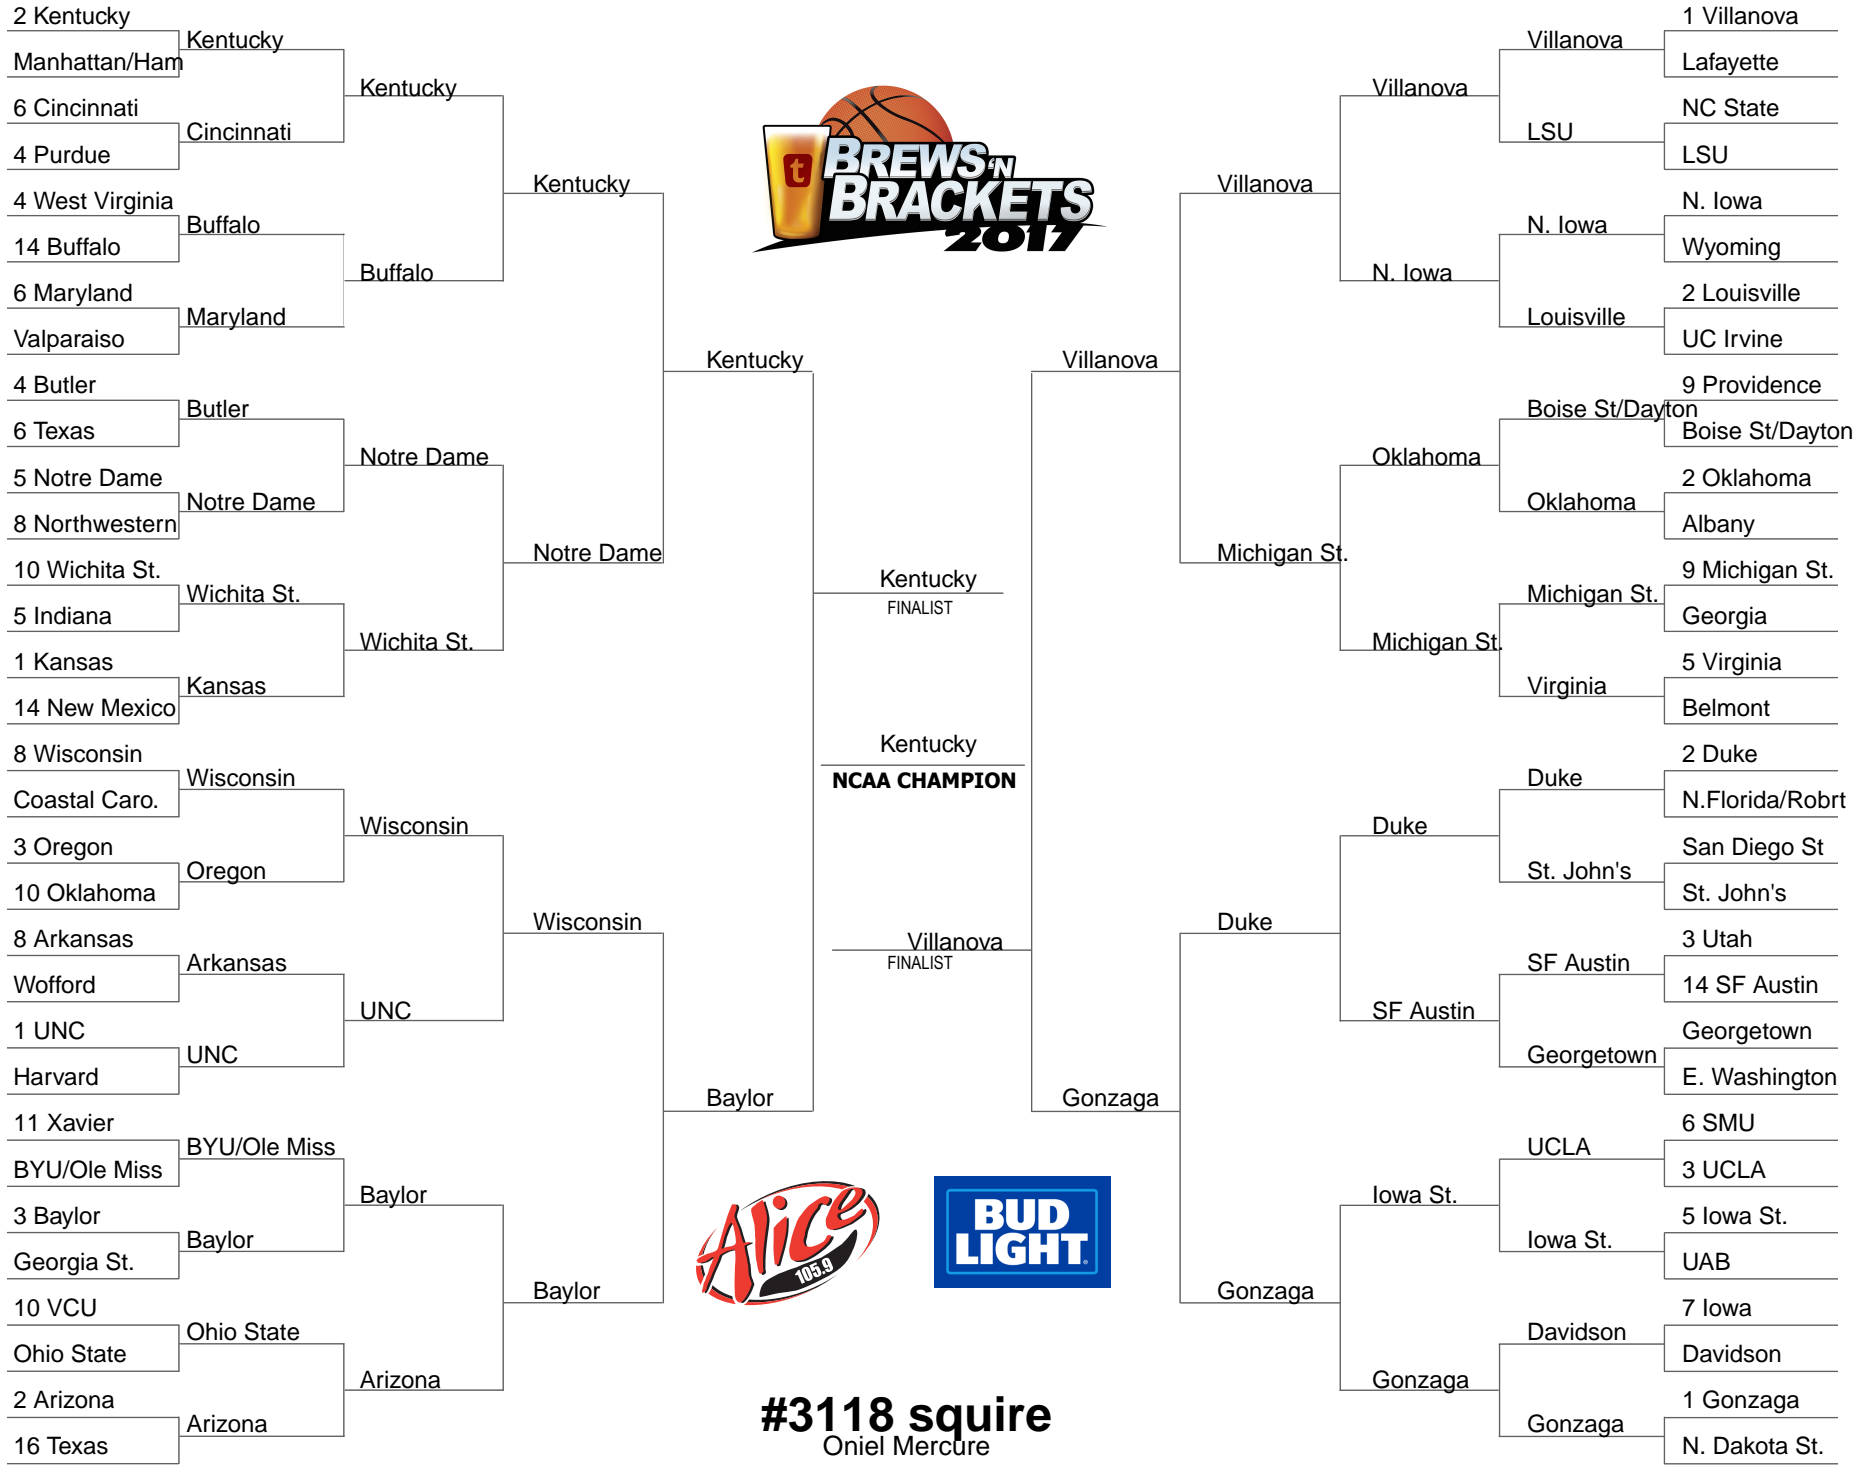 2 Kentucky
Manhattan/Ham
6 Cincinnati
4 Purdue
4 West Virginia
14 Buffalo
6 Maryland
Valparaiso
4 Butler
6 Texas
5 Notre Dame
8 Northwestern
10 Wichita St.
5 Indiana
1 Kansas
14 New Mexico
8 Wisconsin
Coastal Caro.
3 Oregon
10 Oklahoma
8 Arkansas
Wofford
1 UNC
Harvard
11 Xavier
BYU/Ole Miss
3 Baylor
Georgia St.
10 VCU
Ohio State
2 Arizona
16 Texas
Kentucky
Cincinnati
Buffalo
Maryland
Butler
Notre Dame
Wichita St.
Kansas
Wisconsin
Oregon
Arkansas
UNC
BYU/Ole Miss
Baylor
Ohio State
Arizona
Kentucky
Buffalo
Notre Dame
Wichita St.
Wisconsin
UNC
Baylor
Arizona
Kentucky
Notre Dame
Wisconsin
Baylor
Kentucky
Baylor
t
BREWS 'N
BRACKETS
2017
Kentucky
FINALIST
Kentucky
NCAA CHAMPION
Villanova
FINALIST
Alice
105.9
BUD
LIGHT
#3118 squire
Oniel Mercure
Villanova
Gonzaga
Villanova
Michigan St.
Duke
Gonzaga
Villanova
N. Iowa
Oklahoma
Michigan St.
Duke
SF Austin
Iowa St.
Gonzaga
Villanova
LSU
N. Iowa
Louisville
Boise St/Dayton
Oklahoma
Michigan St.
Virginia
Duke
St. John's
SF Austin
Georgetown
UCLA
Iowa St.
Davidson
Gonzaga
1 Villanova
Lafayette
NC State
LSU
N. Iowa
Wyoming
2 Louisville
UC Irvine
9 Providence
Boise St/Dayton
2 Oklahoma
Albany
9 Michigan St.
Georgia
5 Virginia
Belmont
2 Duke
N.Florida/Robrt
San Diego St
St. John's
3 Utah
14 SF Austin
Georgetown
E. Washington
6 SMU
3 UCLA
5 Iowa St.
UAB
7 Iowa
Davidson
1 Gonzaga
N. Dakota St.